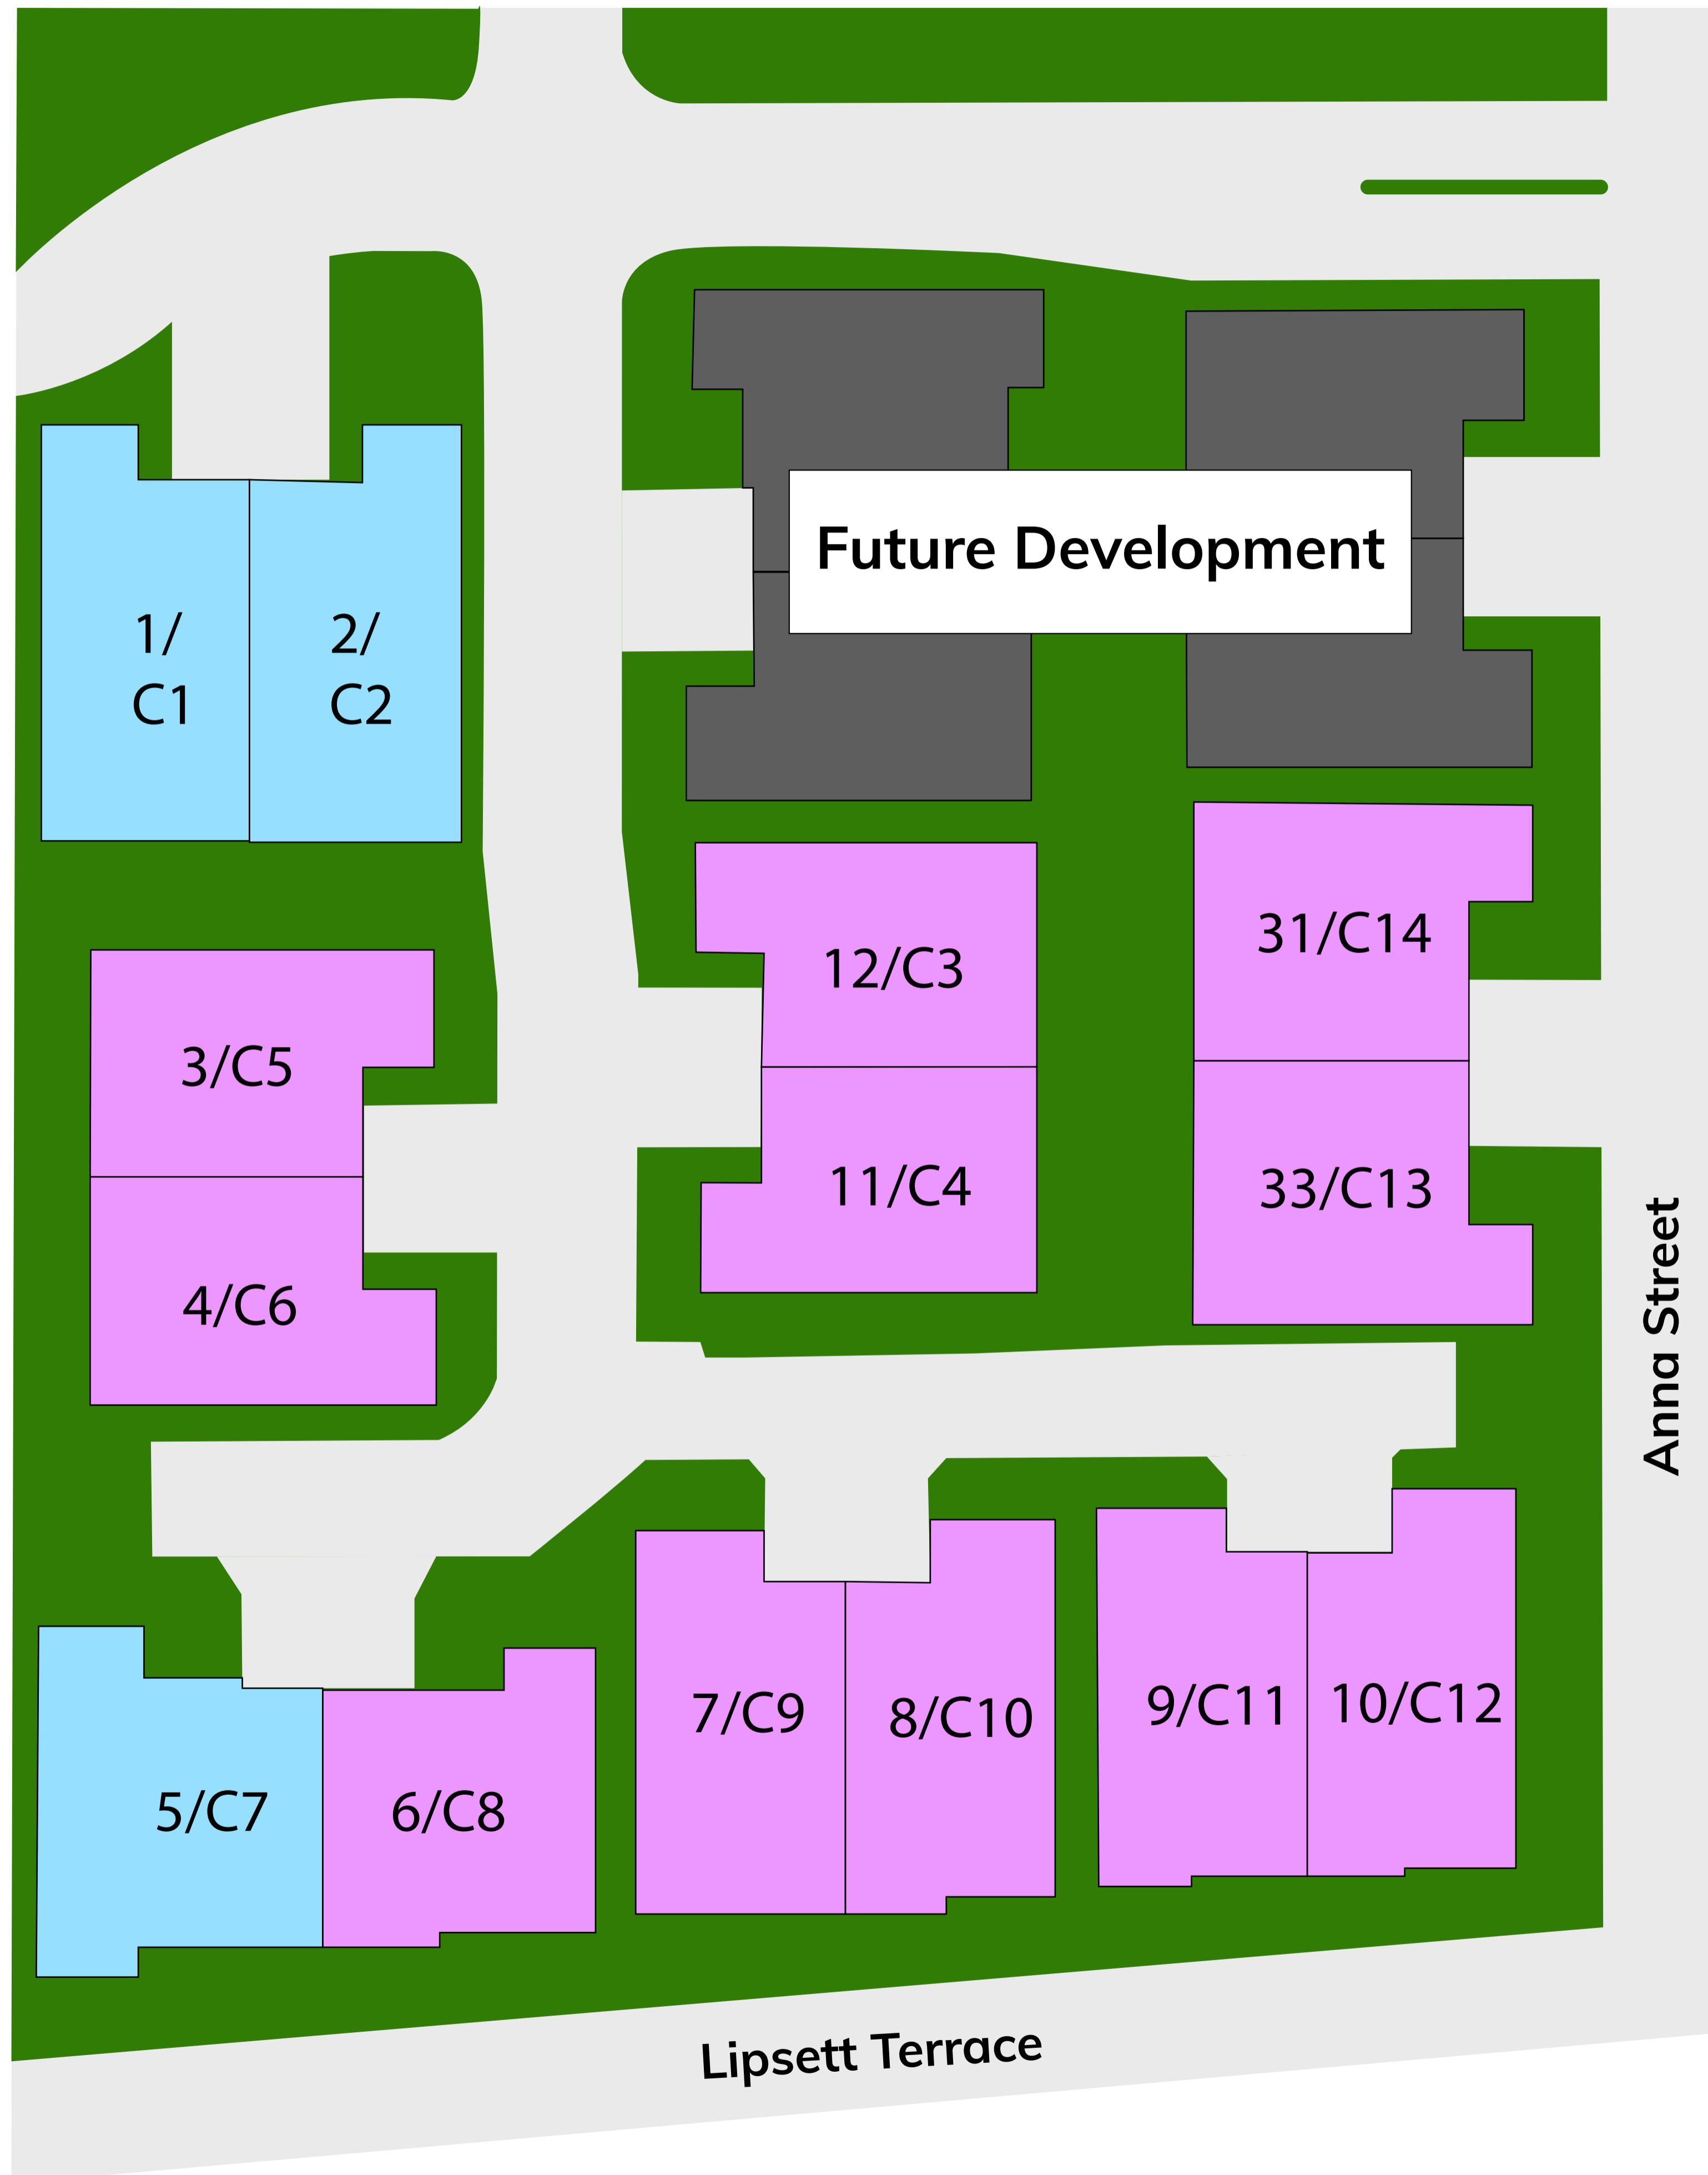 Future Development
1/
C1
2/
C2
31/C14
12/C3
3/C5
11/C4
33/C13
4/C6
Anna Street
7/C9
8/C10
9/C11
10/C12
5/C7
6/C8
Lipsett Terrace